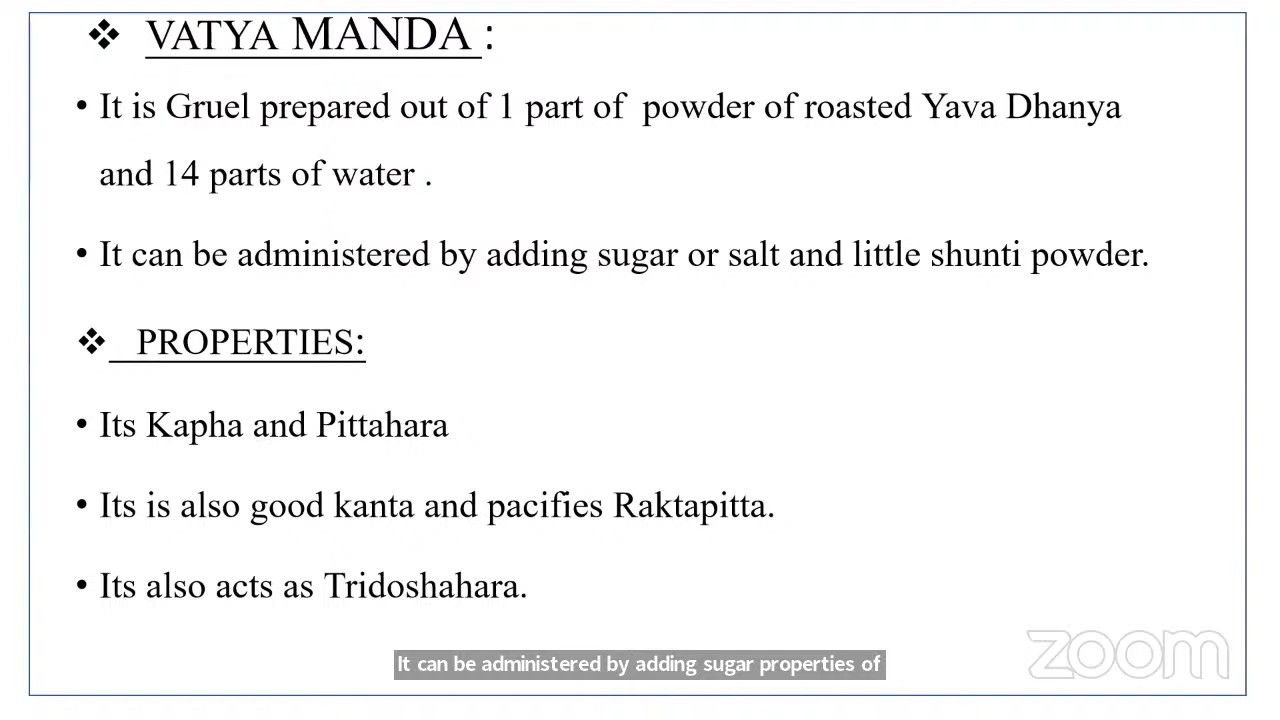 ❖ VATYA MANDA :
• It is Gruel prepared out of 1 part of powder of roasted Yava Dhanya
and 14 parts of water .
• It can be administered by adding sugar or salt and little shunti powder.
❖ PROPERTIES:
• Its Kapha and Pittahara
• Its is also good kanta and pacifies Raktapitta.
• Its also acts as Tridoshahara.
It can be administered by adding sugar properties of
zoom